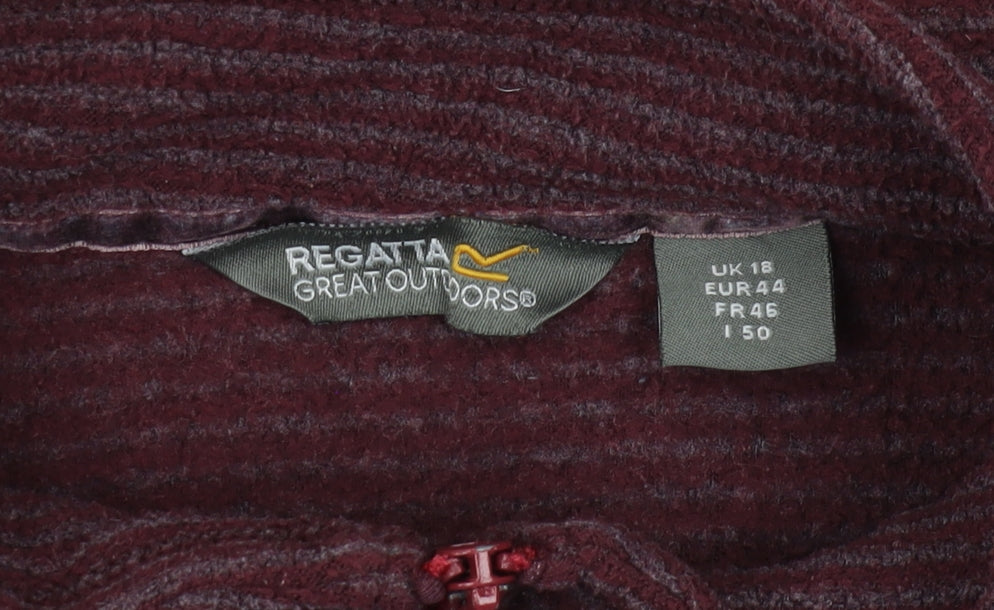 REGATTA
GREAT OUTDOORS®
UK 18
EUR 44
FR 46
I 50